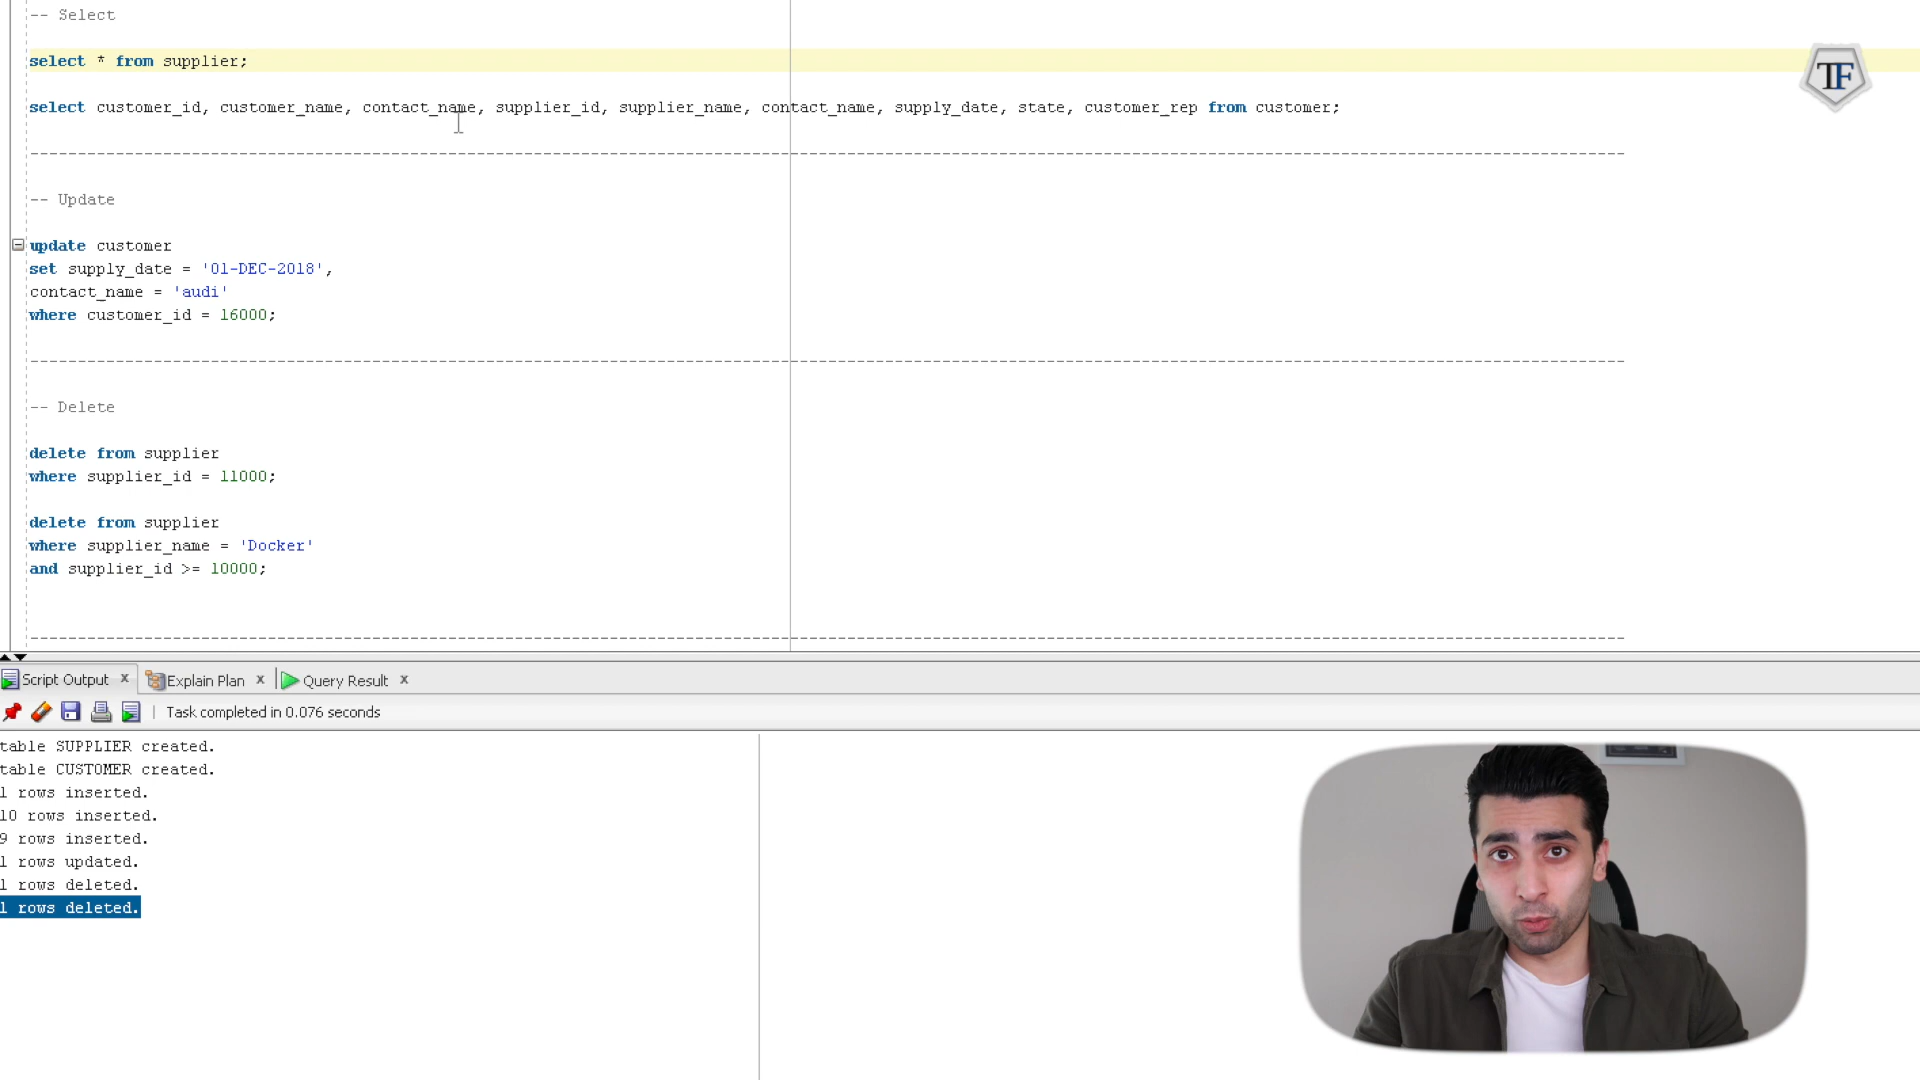 -- Select
select * from supplier;
select customer_id, customer_name, contact_name, supplier_id, supplier_name, contact_name, supply_date, state, customer_rep from customer;
-- Update
update customer
set supply_date = '01-DEC-2018',
contact_name = 'audi'
where customer_id = 16000;
-- Delete
delete from supplier
where supplier_id = 11000;
delete from supplier
where supplier_name = 'Docker'
and supplier_id >= 10000;
TF
Script Output x Explain Plan x Query Result x
Task completed in 0.076 seconds
table SUPPLIER created.
table CUSTOMER created.
1 rows inserted.
10 rows inserted.
9 rows inserted.
1 rows updated.
1 rows deleted.
1 rows deleted.